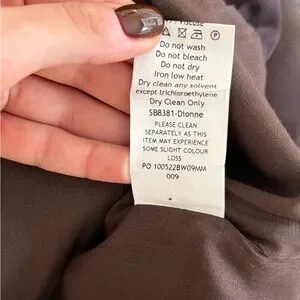 Viscose
Do not wash
Do not bleach
Do not dry
Iron low heat
Dry clean any solvent
except trichloroethylene
Dry Clean Only
SB8381-Dionne
PLEASE CLEAN
SEPARATELY AS THIS
ITEM MAY EXPERIENCE
SOME SLIGHT COLOUR
LOSS
PO 100522BW09MM
009